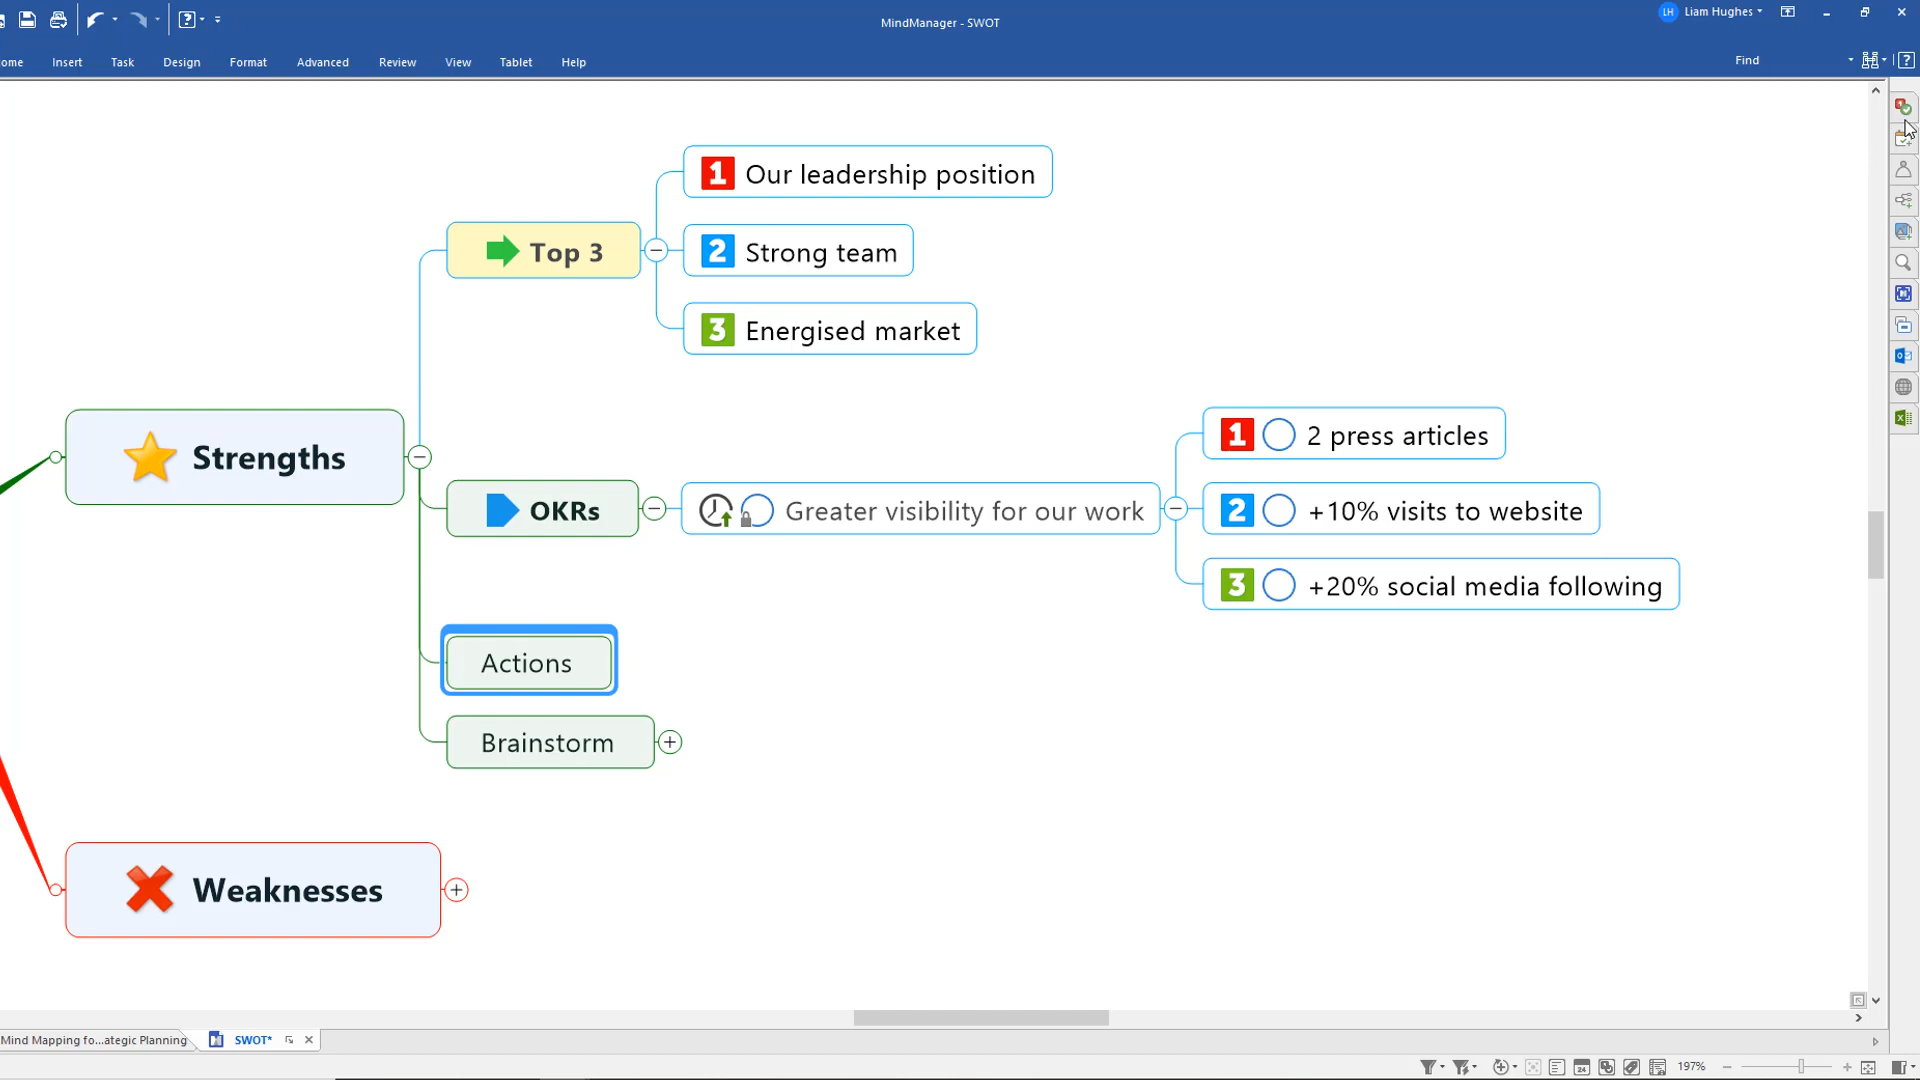 MindManager - SWOT
LH Liam Hughes
ome Insert Task Design Format Advanced Review View Tablet Help
Find
1 Our leadership position
Top 3
2 Strong team
3 Energised market
Strengths
1 2 press articles
OKRs
Greater visibility for our work
2 +10% visits to website
3 +20% social media following
Actions
Brainstorm
Weaknesses
Mind Mapping fo...ategic Planning
SWOT*
197%